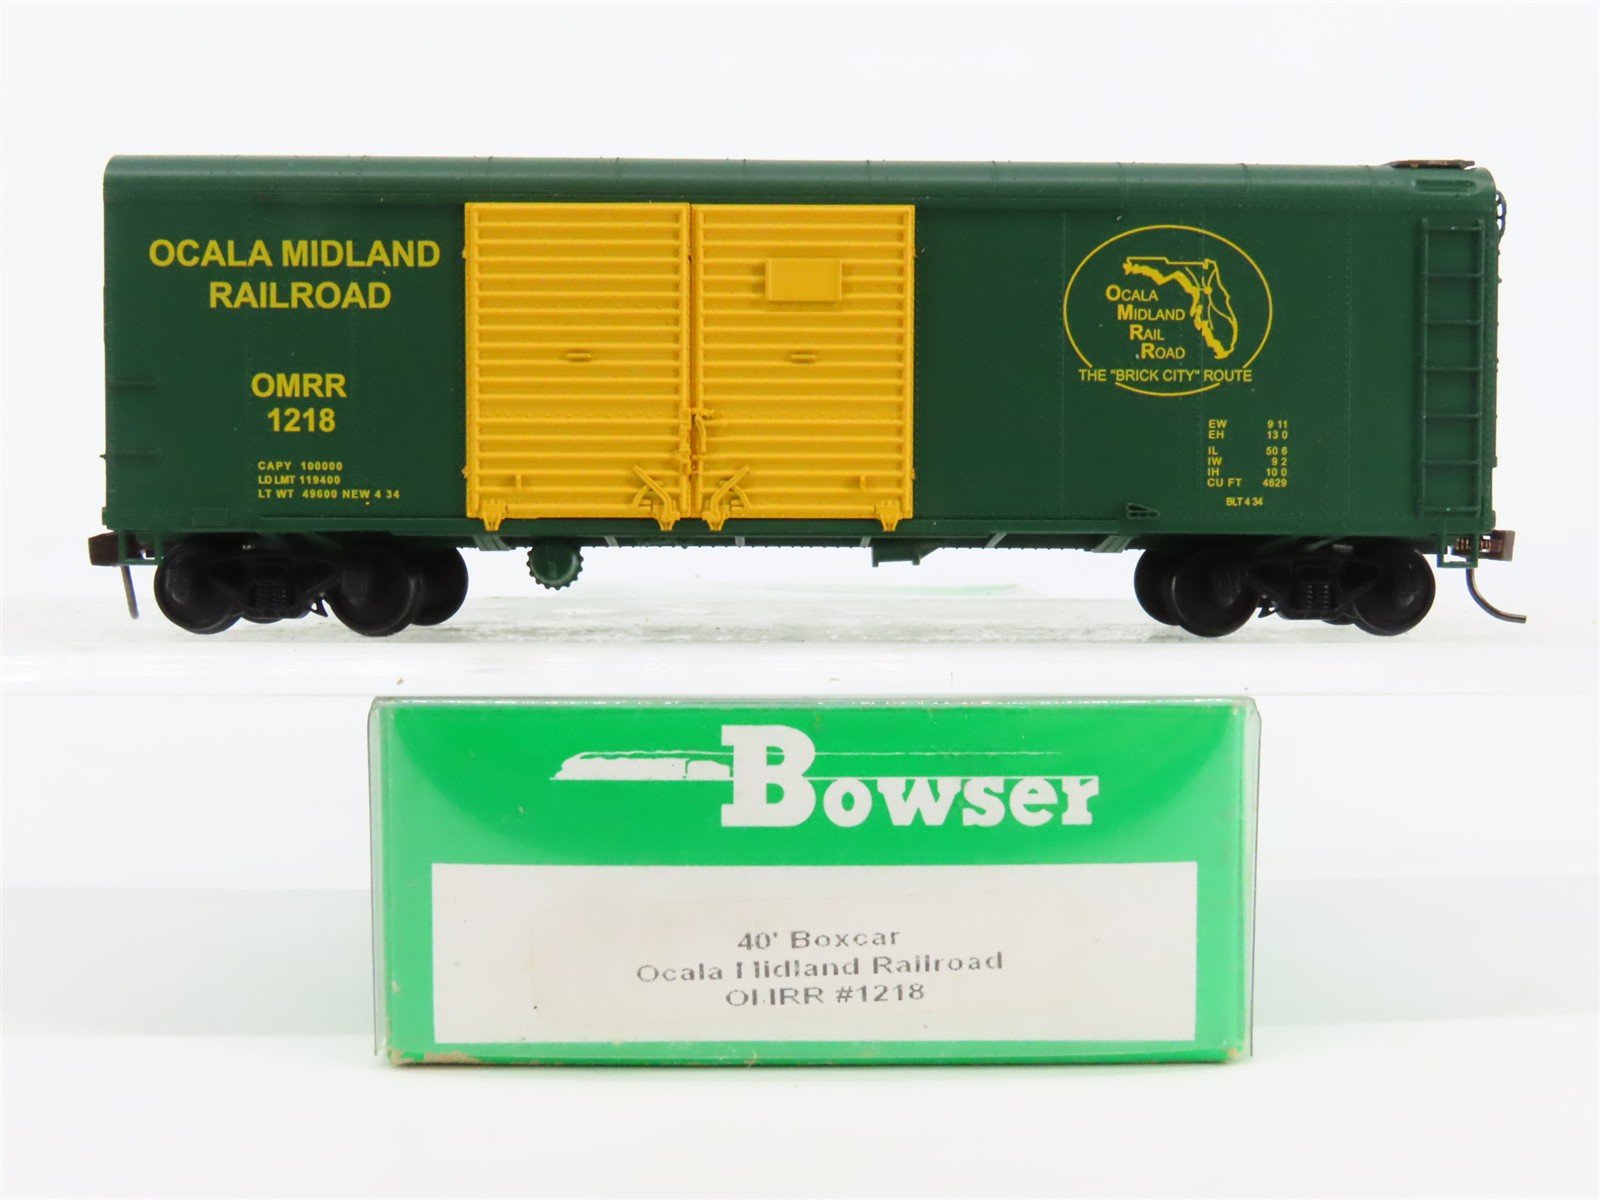 OCALA MIDLAND
RAILROAD
OMRR
1218
CAPY 100000
LD LMT 119400
LT WT 49600 NEW 4 34
OCALA
MIDLAND
RAIL
ROAD
THE "BRICK CITY" ROUTE
EW 9 11
EH 13 0
IL 50 6
IW 9 2
IH 10 0
CU FT 4629
BLT 4 34
BOWSER
40' Boxcar
Ocala Midland Railroad
OMRR #1218